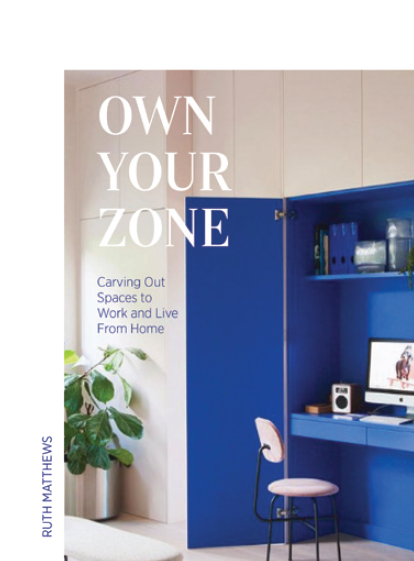 OWN
YOUR
ZONE
Carving Out
Spaces to
Work and Live
From Home
RUTH MATTHEWS